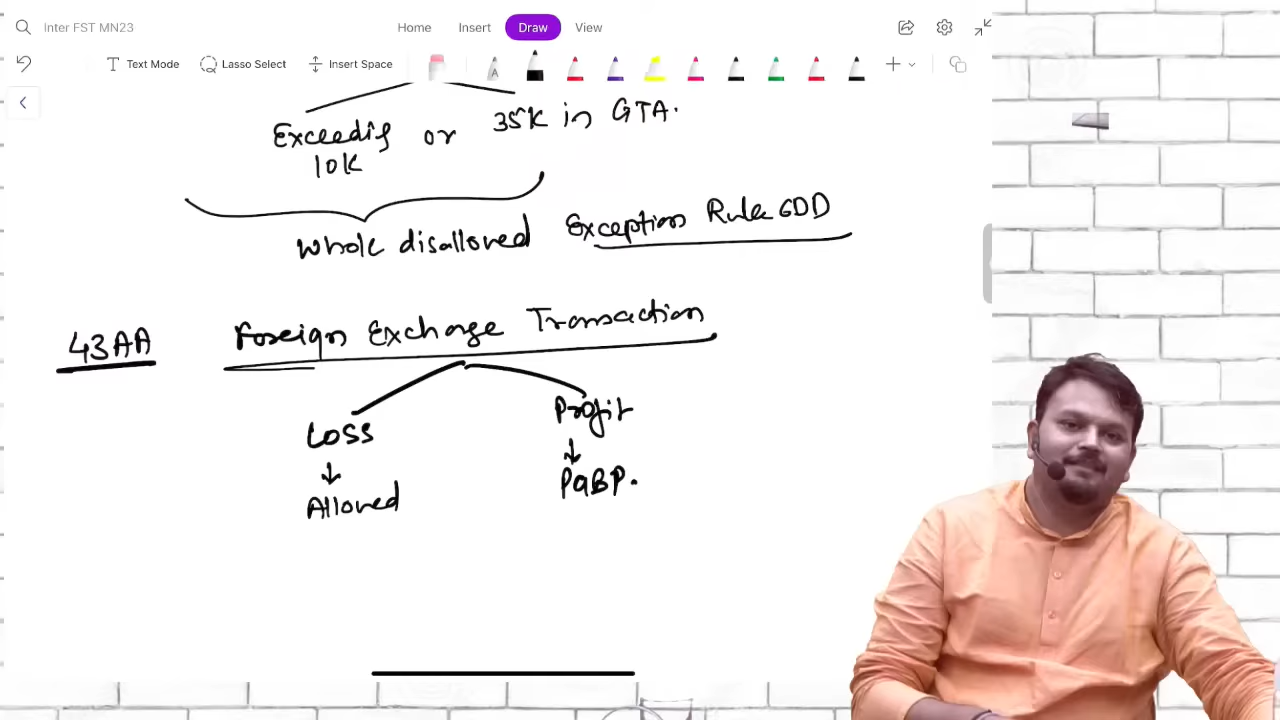 Inter FST MN23
Home Insert Draw View
Text Mode Lasso Select Insert Space
A
Exceedig or 35K in GTA.
10K
Whole disallowed Exception Rule 6DD
43AA Foreign Exchange Transaction
Loss Profit
Allowed PGBP.